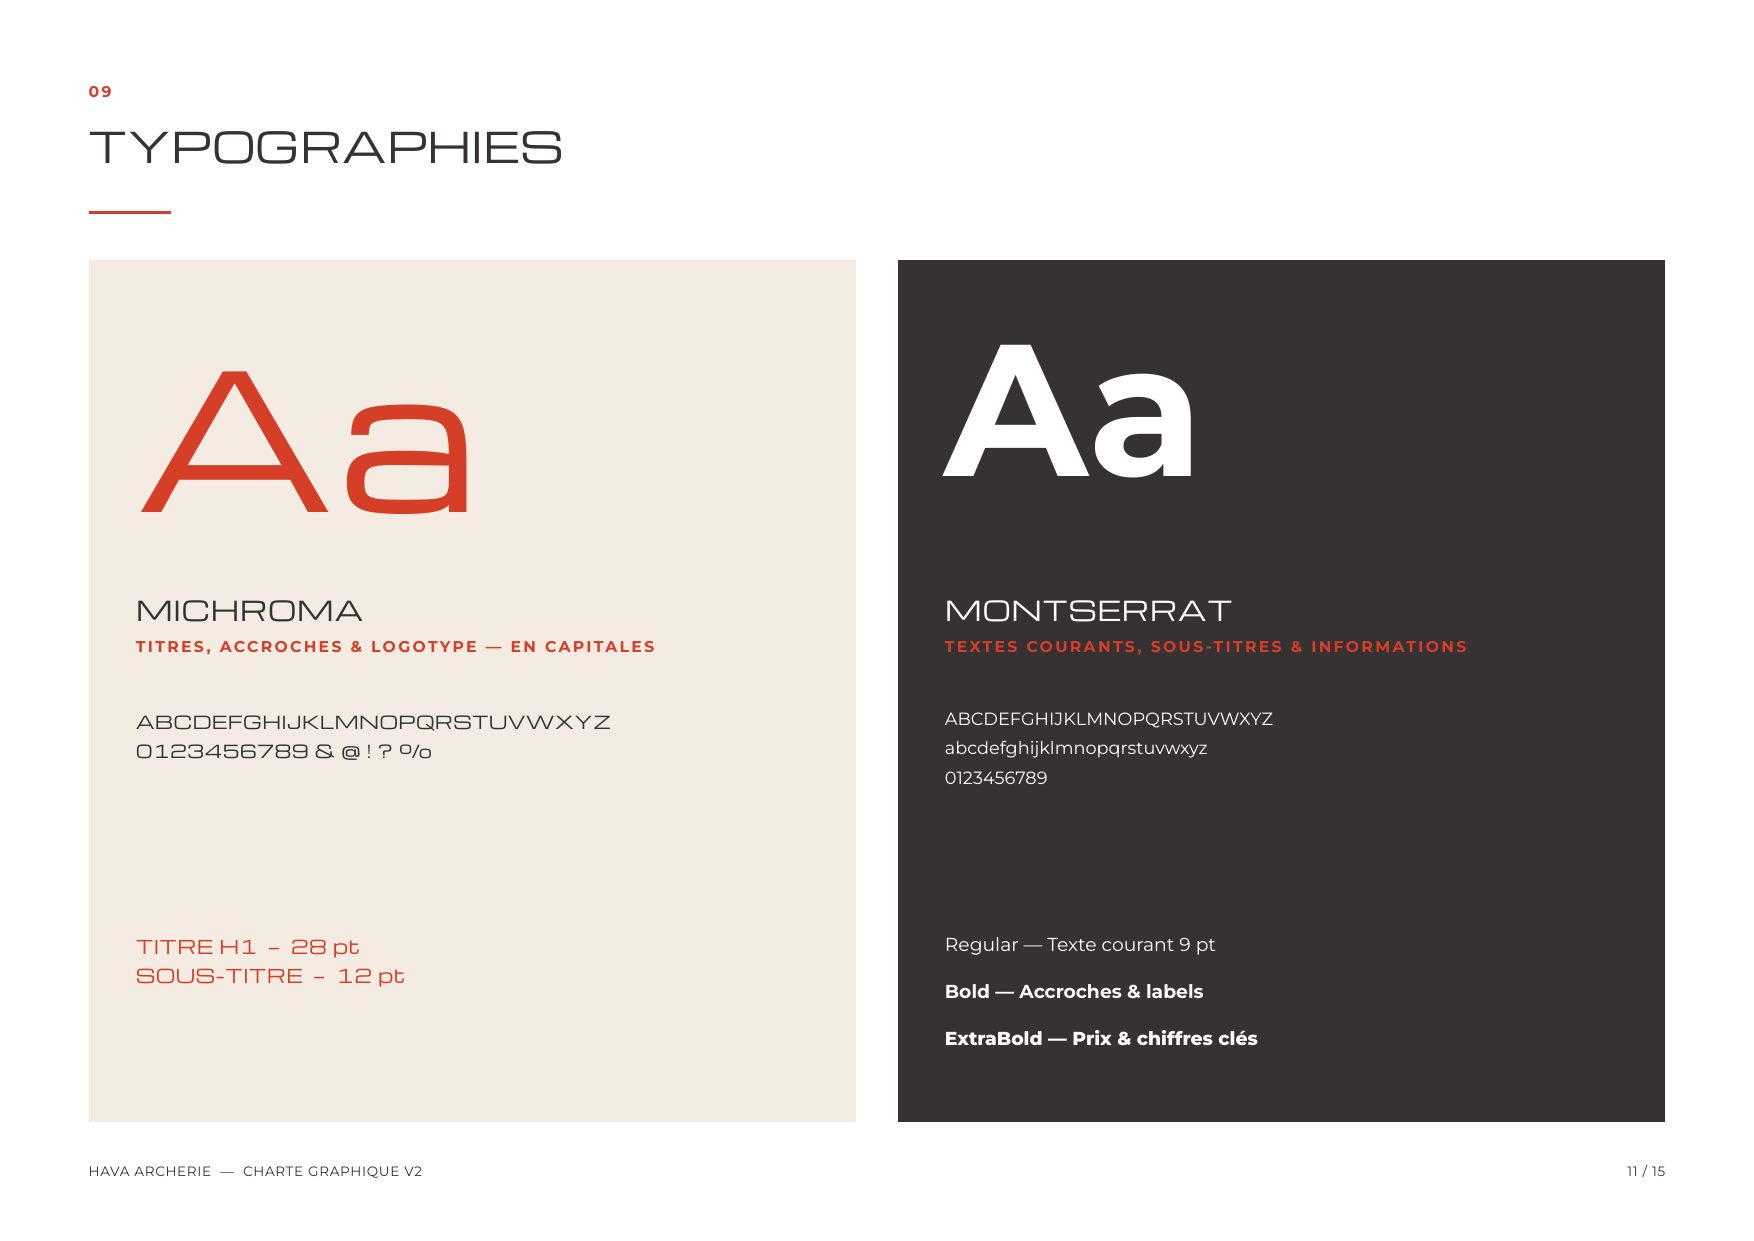 09
TYPOGRAPHIES
Aa
MICHROMA
TITRES, ACCROCHES & LOGOTYPE — EN CAPITALES
ABCDEFGHIJKLMNOPQRSTUVWXYZ
0123456789 & @ ! ? %
TITRE H1 – 28 pt
SOUS-TITRE – 12 pt
Aa
MONTSERRAT
TEXTES COURANTS, SOUS-TITRES & INFORMATIONS
ABCDEFGHIJKLMNOPQRSTUVWXYZ
abcdefghijklmnopqrstuvwxyz
0123456789
Regular — Texte courant 9 pt
Bold — Accroches & labels
ExtraBold — Prix & chiffres clés
HAVA ARCHERIE — CHARTE GRAPHIQUE V2
11 / 15